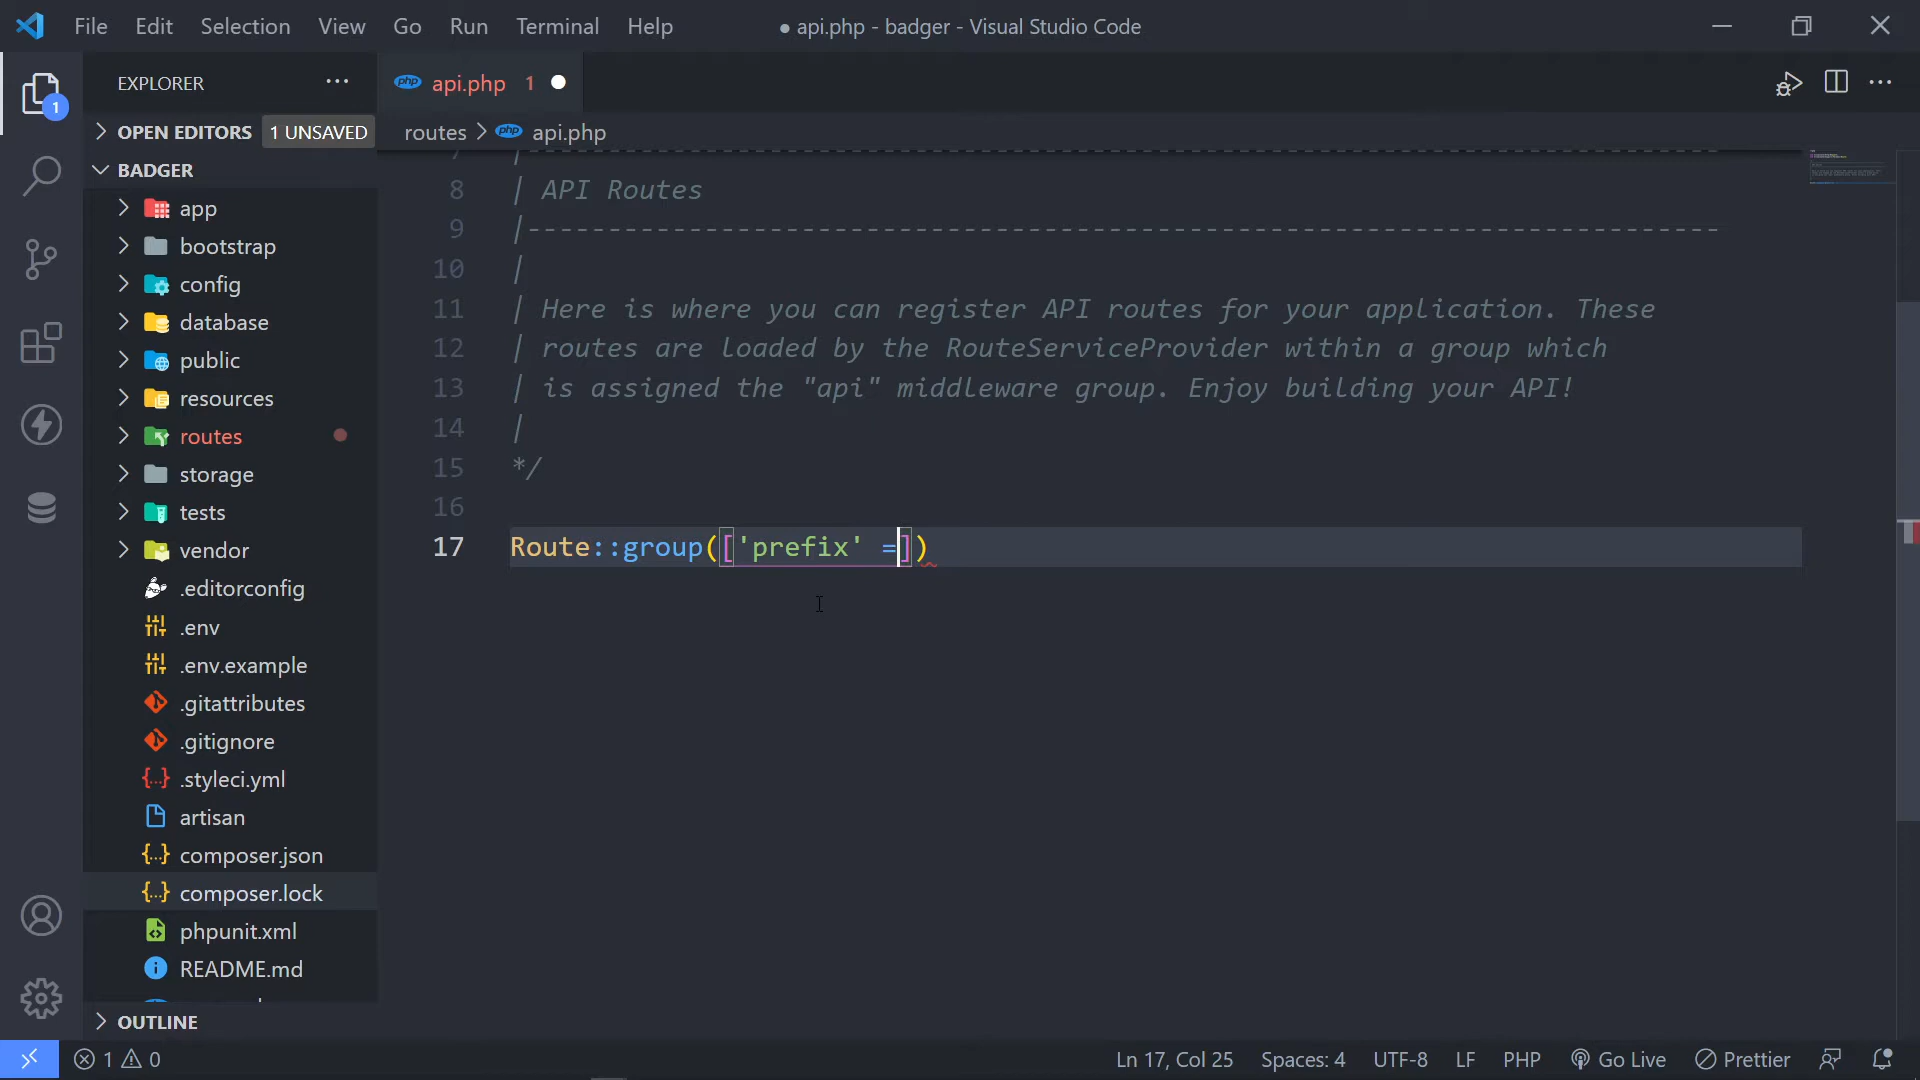 File Edit Selection View Go Run Terminal Help ● api.php - badger - Visual Studio Code
EXPLORER
php api.php 1
OPEN EDITORS 1 UNSAVED
routes > php api.php
BADGER
app
bootstrap
config
database
public
resources
routes
storage
tests
vendor
.editorconfig
.env
.env.example
.gitattributes
.gitignore
.styleci.yml
artisan
composer.json
composer.lock
phpunit.xml
README.md
OUTLINE
1
7 |--------------------------------------------------------------------------
8 | API Routes
9 |--------------------------------------------------------------------------
10 |
11 | Here is where you can register API routes for your application. These
12 | routes are loaded by the RouteServiceProvider within a group which
13 | is assigned the "api" middleware group. Enjoy building your API!
14 |
15 */
16
17 Route::group(['prefix' =])
1 0 Ln 17, Col 25 Spaces: 4 UTF-8 LF PHP Go Live Prettier